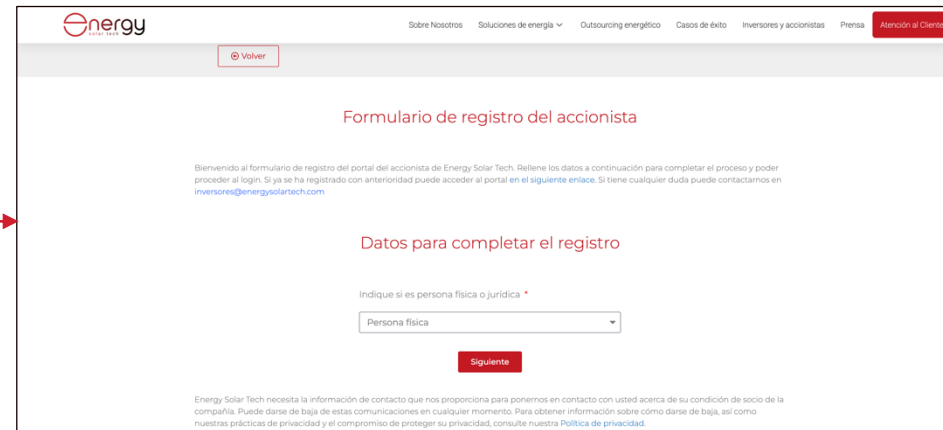 energy
solar tech
Sobre Nosotros Soluciones de energía Outsourcing energético Casos de éxito Inversores y accionistas Prensa Atención al Cliente
Volver
Formulario de registro del accionista
Bienvenido al formulario de registro del portal del accionista de Energy Solar Tech. Rellene los datos a continuación para completar el proceso y poder
proceder al login. Si ya se ha registrado con anterioridad puede acceder al portal en el siguiente enlace. Si tiene cualquier duda puede contactarnos en
inversores@energysolartech.com
Datos para completar el registro
Indique si es persona física o jurídica *
Persona física
Siguiente
Energy Solar Tech necesita la información de contacto que nos proporciona para ponernos en contacto con usted acerca de su condición de socio de la
compañía. Puede darse de baja de estas comunicaciones en cualquier momento. Para obtener información sobre cómo darse de baja, así como
nuestras prácticas de privacidad y el compromiso de proteger su privacidad, consulte nuestra Política de privacidad.